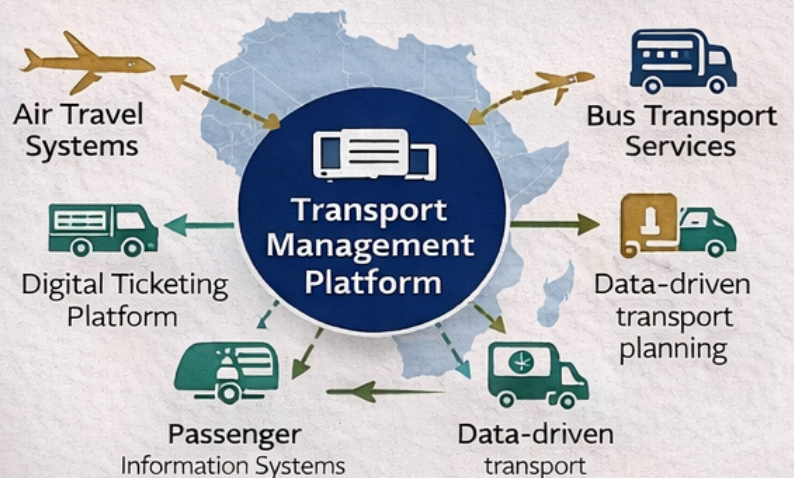 Air Travel
Systems
Bus Transport
Services
Transport
Management
Platform
Digital Ticketing
Platform
Data-driven
transport
planning
Passenger
Information Systems
Data-driven
transport